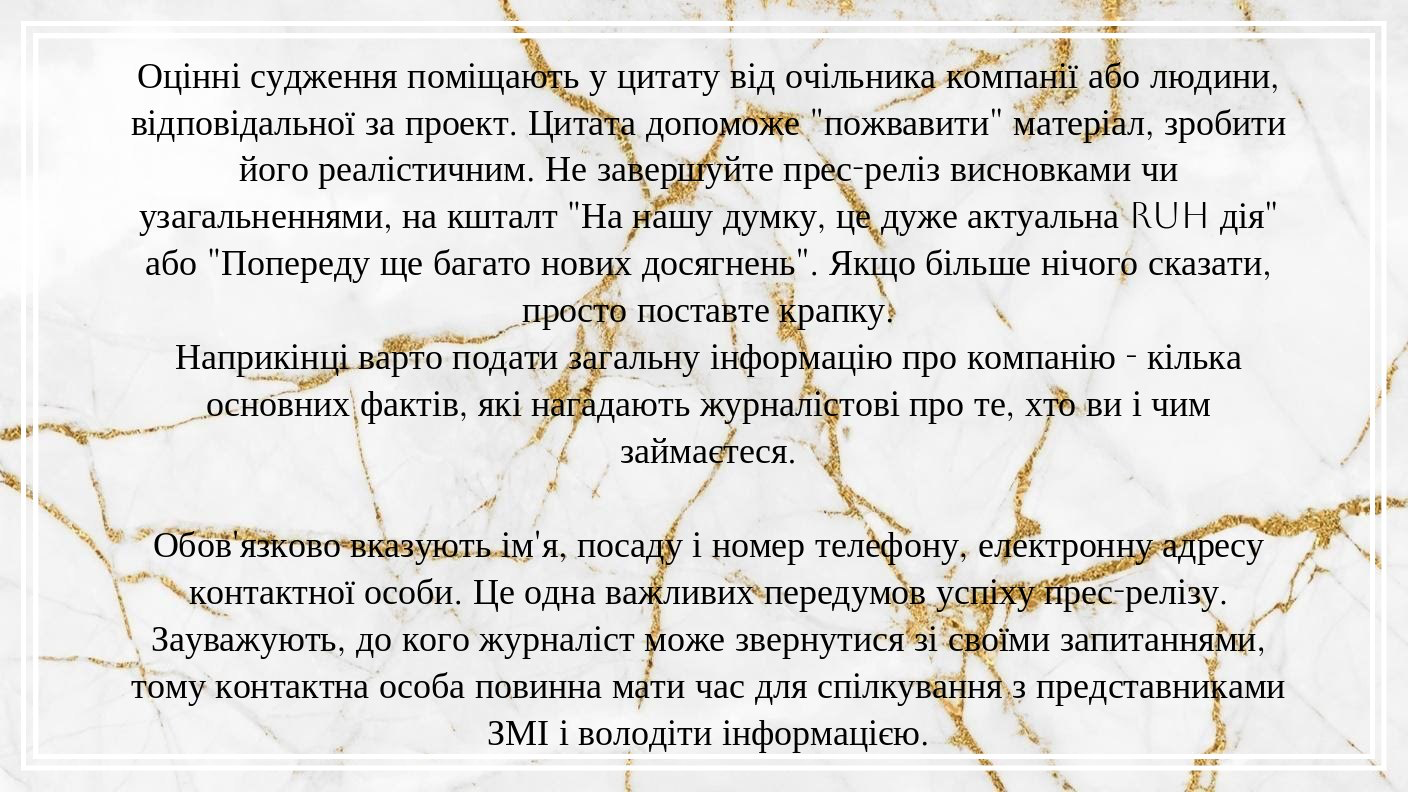 Оцінні судження поміщають у цитату від очільника компанії або людини,
відповідальної за проект. Цитата допоможе "пожвавити" матеріал, зробити
його реалістичним. Не завершуйте прес-реліз висновками чи
узагальненнями, на кшталт "На нашу думку, це дуже актуальна RUH дія"
або "Попереду ще багато нових досягнень". Якщо більше нічого сказати,
просто поставте крапку.
Наприкінці варто подати загальну інформацію про компанію - кілька
основних фактів, які нагадають журналістові про те, хто ви і чим
займаєтеся.
Обов'язково вказують ім'я, посаду і номер телефону, електронну адресу
контактної особи. Це одна важливих передумов успіху прес-релізу.
Зауважують, до кого журналіст може звернутися зі своїми запитаннями,
тому контактна особа повинна мати час для спілкування з представниками
ЗМІ і володіти інформацією.